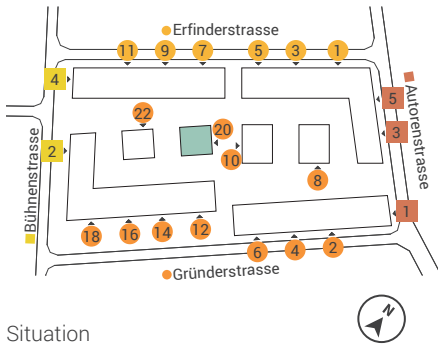 Erfinderstrasse
11 9 7 5 3 1
4 5
22 20 3
2 10
8
Bühnenstrasse
Autorenstrasse
1
18 16 14 12
6 4 2
Gründerstrasse
Situation
N